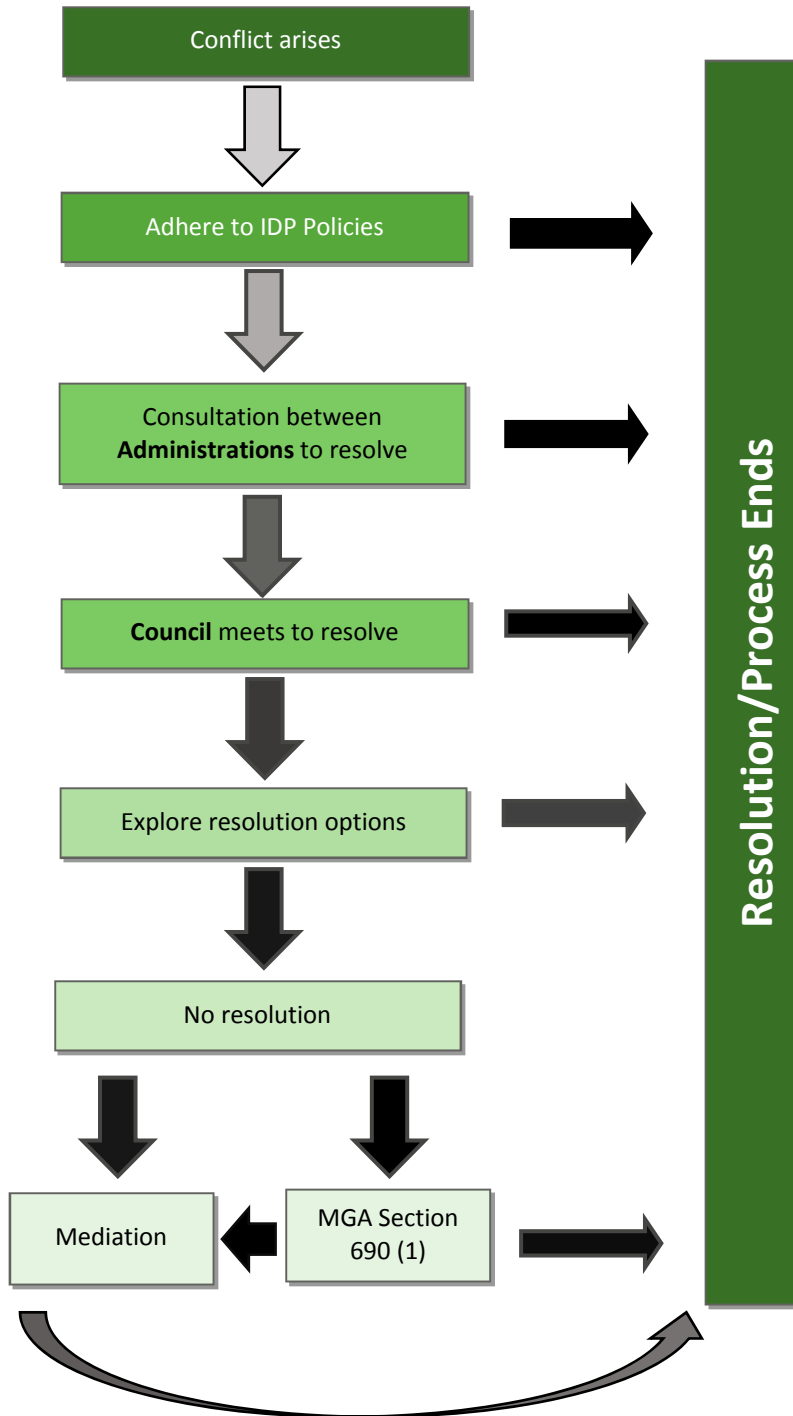 Conflict arises
Adhere to IDP Policies
Consultation between
Administrations to resolve
Council meets to resolve
Explore resolution options
No resolution
Mediation
MGA Section
690 (1)
Resolution/Process Ends